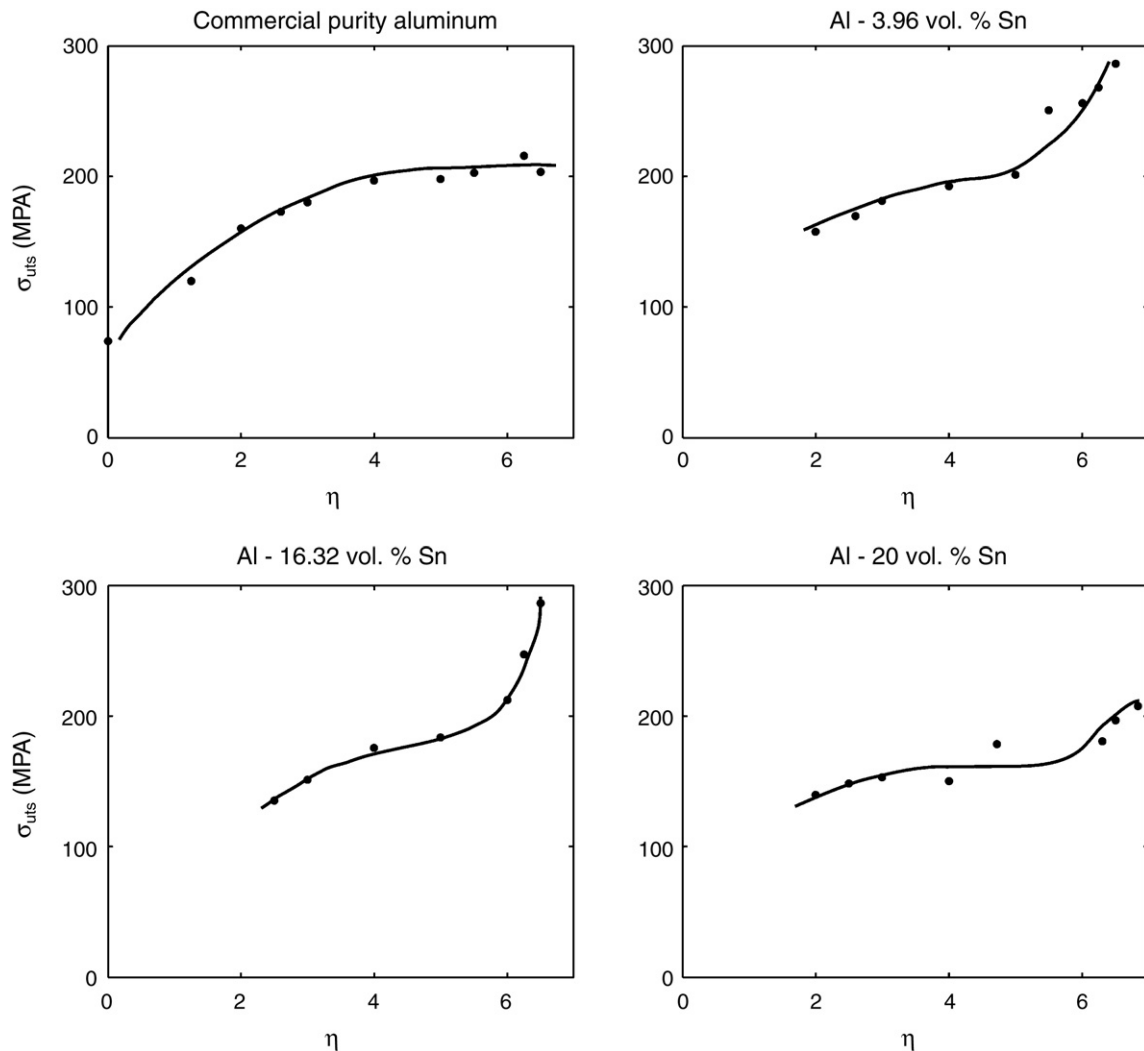 Commercial purity aluminum
300
200
100
0
0 2 4 6
σuts (MPA)
η
Al - 3.96 vol. % Sn
300
200
100
0
0 2 4 6
η
Al - 16.32 vol. % Sn
300
200
100
0
0 2 4 6
σuts (MPA)
η
Al - 20 vol. % Sn
300
200
100
0
0 2 4 6
η